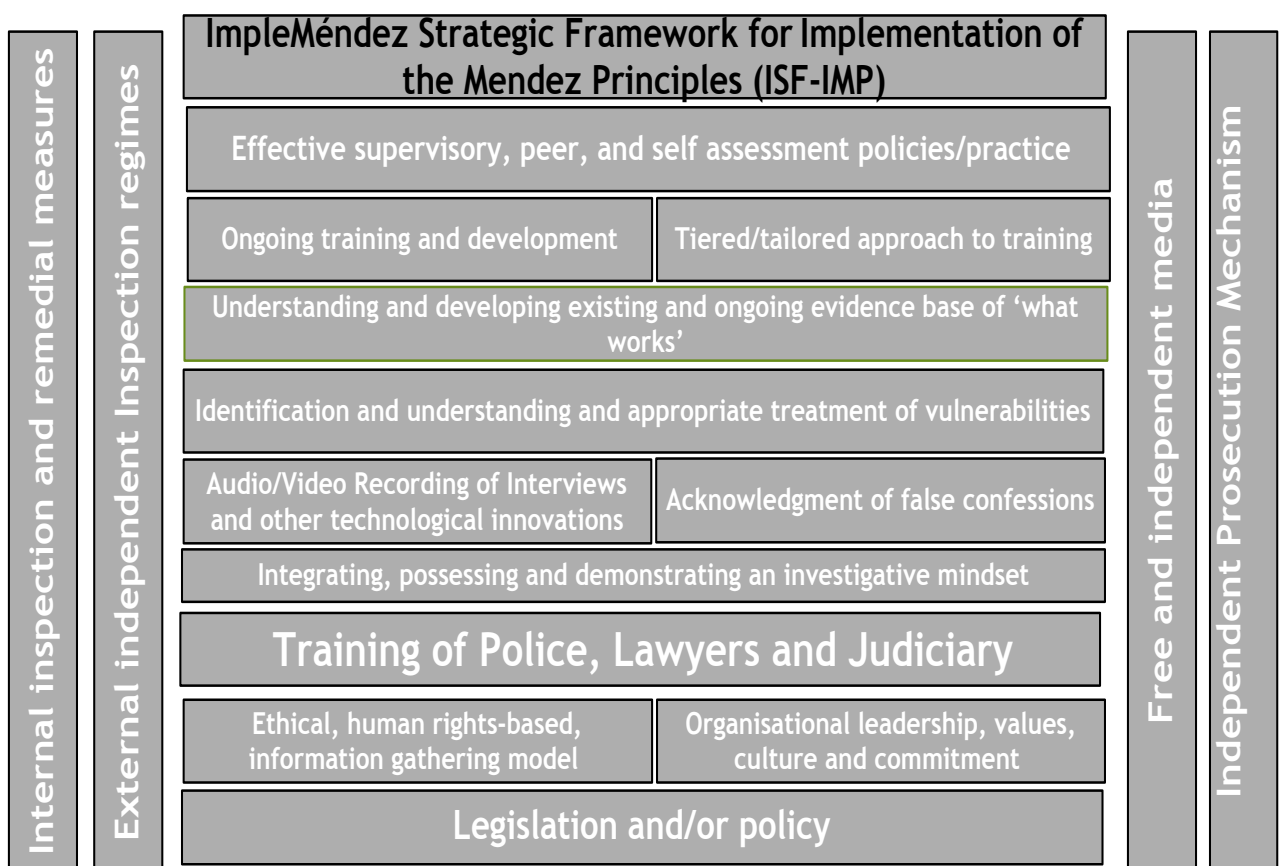 Internal inspection and remedial measures
External independent Inspection regimes
ImpleMéndez Strategic Framework for Implementation of
the Mendez Principles (ISF-IMP)
Effective supervisory, peer, and self assessment policies/practice
Ongoing training and development
Tiered/tailored approach to training
Understanding and developing existing and ongoing evidence base of ‘what
works’
Identification and understanding and appropriate treatment of vulnerabilities
Audio/Video Recording of Interviews
and other technological innovations
Acknowledgment of false confessions
Integrating, possessing and demonstrating an investigative mindset
Training of Police, Lawyers and Judiciary
Ethical, human rights-based,
information gathering model
Organisational leadership, values,
culture and commitment
Legislation and/or policy
Free and independent media
Independent Prosecution Mechanism